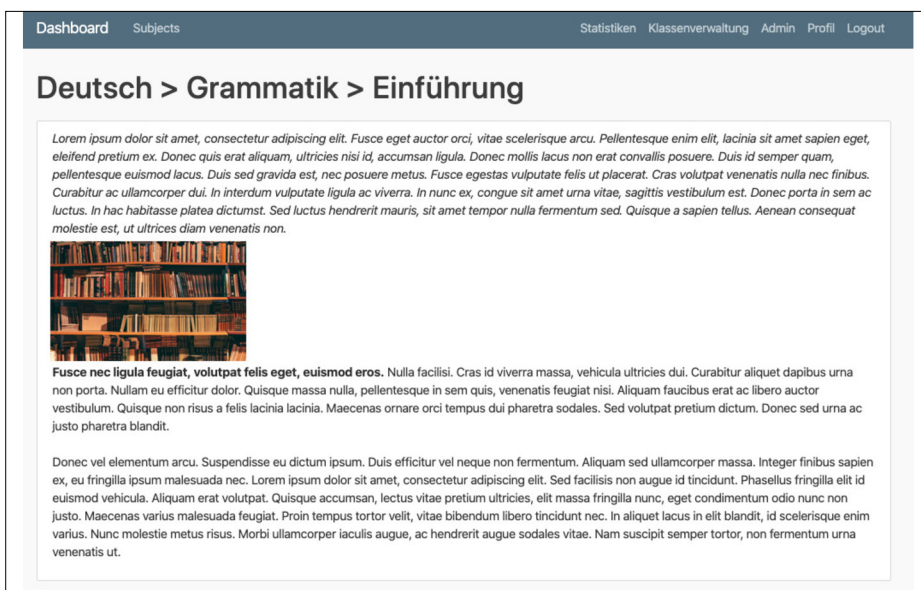 Dashboard Subjects Statistiken Klassenverwaltung Admin Profil Logout
Deutsch > Grammatik > Einführung
Lorem ipsum dolor sit amet, consectetur adipiscing elit. Fusce eget auctor orci, vitae scelerisque arcu. Pellentesque enim elit, lacinia sit amet sapien eget,
eleifend pretium ex. Donec quis erat aliquam, ultricies nisi id, accumsan ligula. Donec mollis lacus non erat convallis posuere. Duis id semper quam,
pellentesque euismod lacus. Duis sed gravida est, nec posuere metus. Fusce egestas vulputate felis ut placerat. Cras volutpat venenatis nulla nec finibus.
Curabitur ac ullamcorper dui. In interdum vulputate ligula ac viverra. In nunc ex, congue sit amet urna vitae, sagittis vestibulum est. Donec porta in sem ac
luctus. In hac habitasse platea dictumst. Sed luctus hendrerit mauris, sit amet tempor nulla fermentum sed. Quisque a sapien tellus. Aenean consequat
molestie est, ut ultrices diam venenatis non.
Fusce nec ligula feugiat, volutpat felis eget, euismod eros. Nulla facilisi. Cras id viverra massa, vehicula ultricies dui. Curabitur aliquet dapibus urna
non porta. Nullam eu efficitur dolor. Quisque massa nulla, pellentesque in sem quis, venenatis feugiat nisi. Aliquam faucibus erat ac libero auctor
vestibulum. Quisque non risus a felis lacinia lacinia. Maecenas ornare orci tempus dui pharetra sodales. Sed volutpat pretium dictum. Donec sed urna ac
justo pharetra blandit.
Donec vel elementum arcu. Suspendisse eu dictum ipsum. Duis efficitur vel neque non fermentum. Aliquam sed ullamcorper massa. Integer finibus sapien
ex, eu fringilla ipsum malesuada nec. Lorem ipsum dolor sit amet, consectetur adipiscing elit. Sed facilisis non augue id tincidunt. Phasellus fringilla elit id
euismod vehicula. Aliquam erat volutpat. Quisque accumsan, lectus vitae pretium ultricies, elit massa fringilla nunc, eget condimentum odio nunc non
justo. Maecenas varius malesuada feugiat. Proin tempus tortor velit, vitae bibendum libero tincidunt nec. In aliquet lacus in elit blandit, id scelerisque enim
varius. Nunc molestie metus risus. Morbi ullamcorper iaculis augue, ac hendrerit augue sodales vitae. Nam suscipit semper tortor, non fermentum urna
venenatis ut.